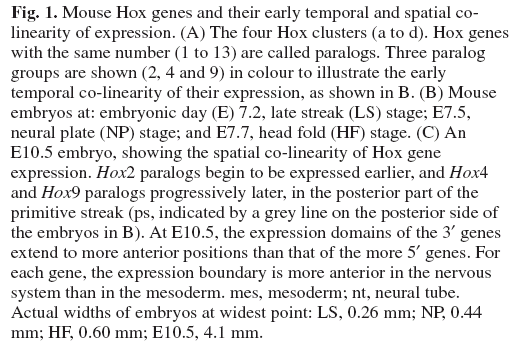 Fig. 1. Mouse Hox genes and their early temporal and spatial co-
linearity of expression. (A) The four Hox clusters (a to d). Hox genes
with the same number (1 to 13) are called paralogs. Three paralog
groups are shown (2, 4 and 9) in colour to illustrate the early
temporal co-linearity of their expression, as shown in B. (B) Mouse
embryos at: embryonic day (E) 7.2, late streak (LS) stage; E7.5,
neural plate (NP) stage; and E7.7, head fold (HF) stage. (C) An
E10.5 embryo, showing the spatial co-linearity of Hox gene
expression. Hox2 paralogs begin to be expressed earlier, and Hox4
and Hox9 paralogs progressively later, in the posterior part of the
primitive streak (ps, indicated by a grey line on the posterior side of
the embryos in B). At E10.5, the expression domains of the 3′ genes
extend to more anterior positions than that of the more 5′ genes. For
each gene, the expression boundary is more anterior in the nervous
system than in the mesoderm. mes, mesoderm; nt, neural tube.
Actual widths of embryos at widest point: LS, 0.26 mm; NP, 0.44
mm; HF, 0.60 mm; E10.5, 4.1 mm.